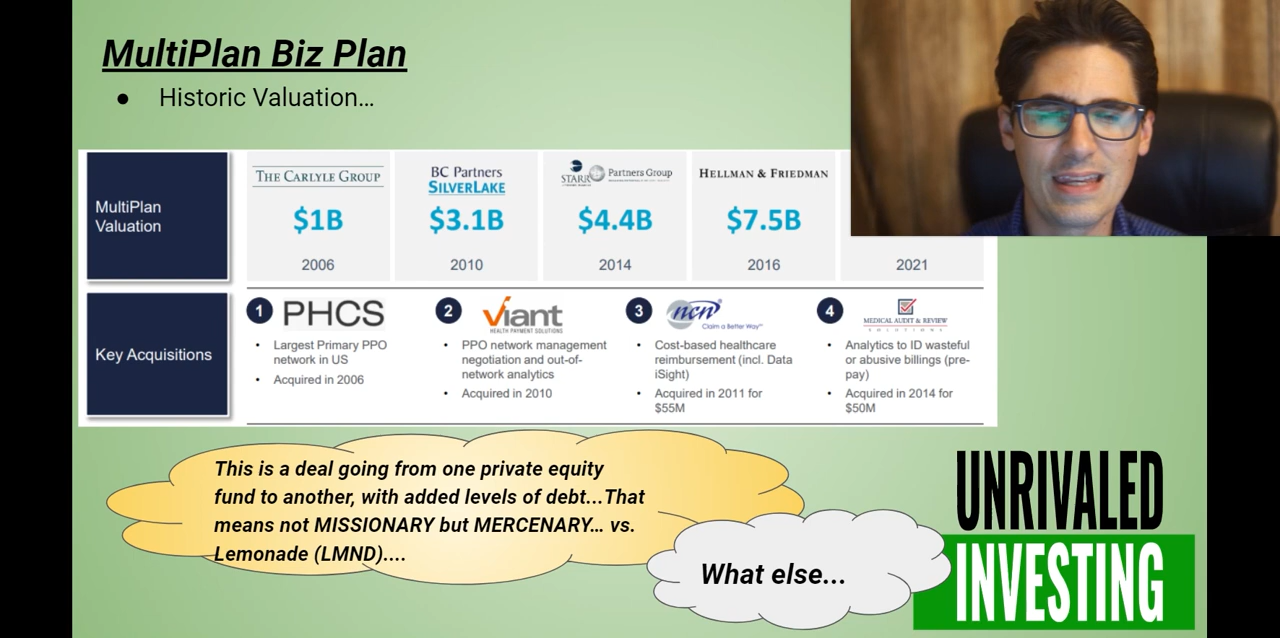 MultiPlan Biz Plan
● Historic Valuation…
MultiPlan
Valuation
THE CARLYLE GROUP
$1B
2006
BC Partners
SILVERLAKE
$3.1B
2010
STARR
Partners Group
$4.4B
2014
HELLMAN & FRIEDMAN
$7.5B
2016
2021
Key Acquisitions
1 PHCS
• Largest Primary PPO
network in US
• Acquired in 2006
2 viant
HEALTH PAYMENT SOLUTIONS
• PPO network management
negotiation and out-of-
network analytics
• Acquired in 2010
3 ncn
Claim a Better Way™
• Cost-based healthcare
reimbursement (incl. Data
iSight)
• Acquired in 2011 for
$55M
4 MEDICAL AUDIT & REVIEW
SOLUTIONS
• Analytics to ID wasteful
or abusive billings (pre-
pay)
• Acquired in 2014 for
$50M
This is a deal going from one private equity
fund to another, with added levels of debt...That
means not MISSIONARY but MERCENARY... vs.
Lemonade (LMND)....
What else...
UNRIVALED
INVESTING